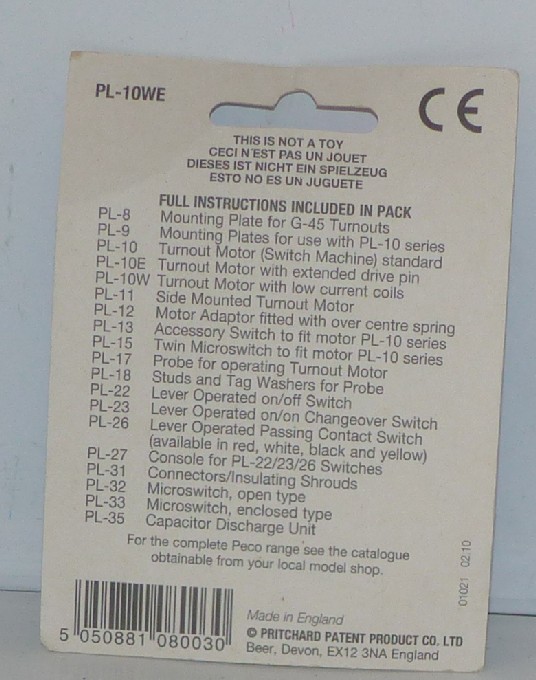 PL-10WE
CE
THIS IS NOT A TOY
CECI N'EST PAS UN JOUET
DIESES IST NICHT EIN SPIELZEUG
ESTO NO ES UN JUGUETE
FULL INSTRUCTIONS INCLUDED IN PACK
PL-8 Mounting Plate for G-45 Turnouts
PL-9 Mounting Plates for use with PL-10 series
PL-10 Turnout Motor (Switch Machine) standard
PL-10E Turnout Motor with extended drive pin
PL-10W Turnout Motor with low current coils
PL-11 Side Mounted Turnout Motor
PL-12 Motor Adaptor fitted with over centre spring
PL-13 Accessory Switch to fit motor PL-10 series
PL-15 Twin Microswitch to fit motor PL-10 series
PL-17 Probe for operating Turnout Motor
PL-18 Studs and Tag Washers for Probe
PL-22 Lever Operated on/off Switch
PL-23 Lever Operated on/on Changeover Switch
PL-26 Lever Operated Passing Contact Switch
(available in red, white, black and yellow)
PL-27 Console for PL-22/23/26 Switches
PL-31 Connectors/Insulating Shrouds
PL-32 Microswitch, open type
PL-33 Microswitch, enclosed type
PL-35 Capacitor Discharge Unit
For the complete Peco range see the catalogue
obtainable from your local model shop.
01021 02.10
5 050881 080030
Made in England
© PRITCHARD PATENT PRODUCT CO. LTD
Beer, Devon, EX12 3NA England